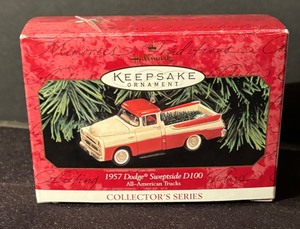 Hallmark
KEEPSAKE
ORNAMENT
1957 Dodge® Sweptside D100
All-American Trucks
COLLECTOR'S SERIES